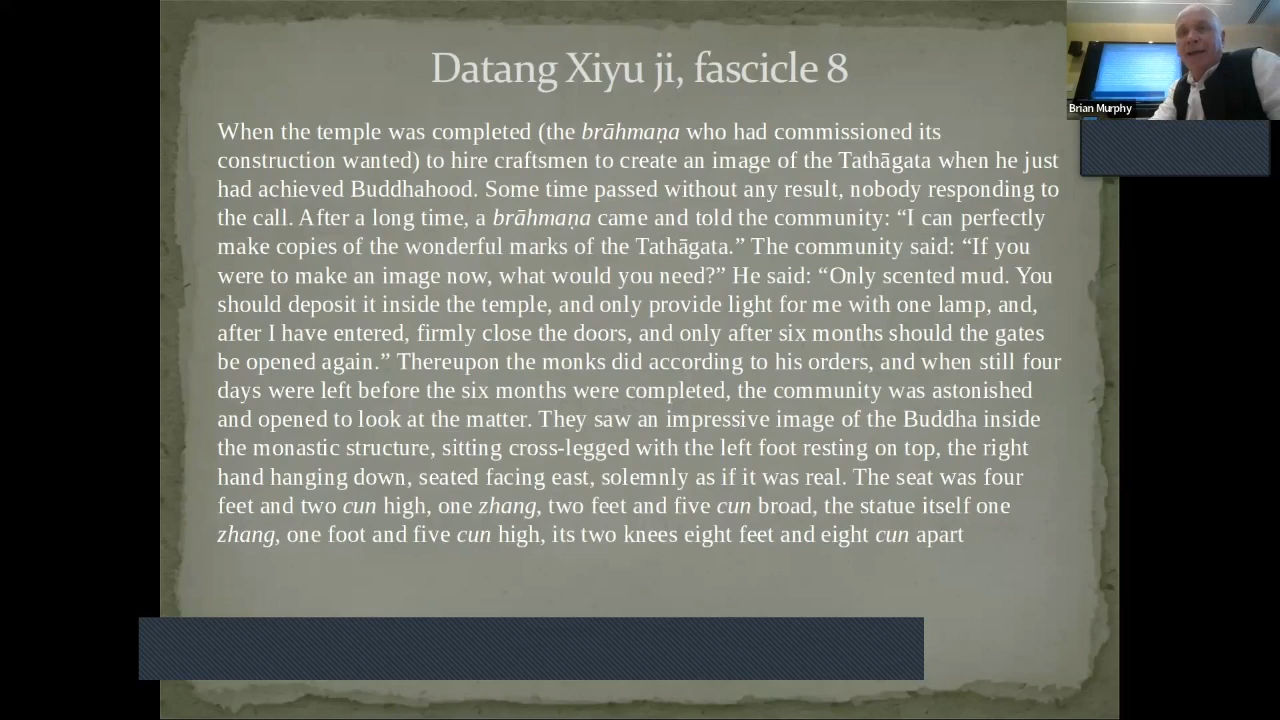 Datang Xiyu ji, fascicle 8
When the temple was completed (the brāhmaṇa who had commissioned its
construction wanted) to hire craftsmen to create an image of the Tathāgata when he just
had achieved Buddhahood. Some time passed without any result, nobody responding to
the call. After a long time, a brāhmaṇa came and told the community: “I can perfectly
make copies of the wonderful marks of the Tathāgata.” The community said: “If you
were to make an image now, what would you need?” He said: “Only scented mud. You
should deposit it inside the temple, and only provide light for me with one lamp, and,
after I have entered, firmly close the doors, and only after six months should the gates
be opened again.” Thereupon the monks did according to his orders, and when still four
days were left before the six months were completed, the community was astonished
and opened to look at the matter. They saw an impressive image of the Buddha inside
the monastic structure, sitting cross-legged with the left foot resting on top, the right
hand hanging down, seated facing east, solemnly as if it was real. The seat was four
feet and two cun high, one zhang, two feet and five cun broad, the statue itself one
zhang, one foot and five cun high, its two knees eight feet and eight cun apart
Brian Murphy